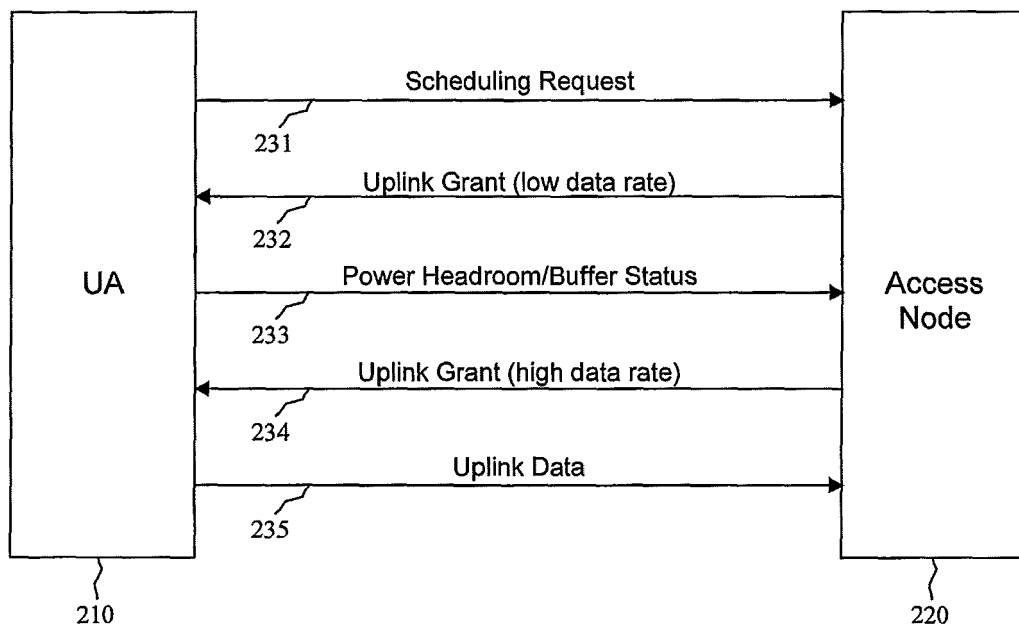 Scheduling Request
231
Uplink Grant (low data rate)
232
UA
Power Headroom/Buffer Status
Access
Node
233
Uplink Grant (high data rate)
234
Uplink Data
235
210
220